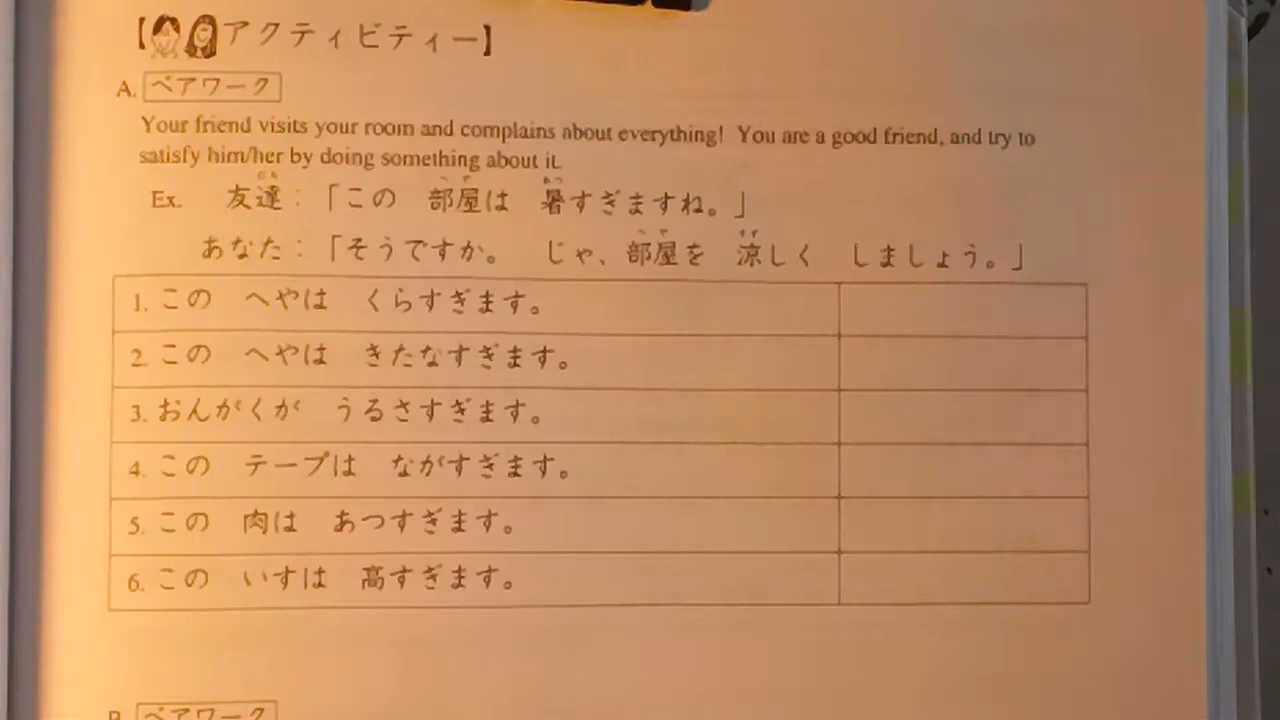 【アクティビティー】
A. ペアワーク
Your friend visits your room and complains about everything! You are a good friend, and try to
satisfy him/her by doing something about it.
Ex. 友達：「この 部屋は 暑すぎますね。」
あなた：「そうですか。 じゃ、部屋を 涼しく しましょう。」
1. この へやは くらすぎます。
2. この へやは きたなすぎます。
3. おんがくが うるさすぎます。
4. この テープは ながすぎます。
5. この 肉は あつすぎます。
6. この いすは 高すぎます。
B. ペアワーク